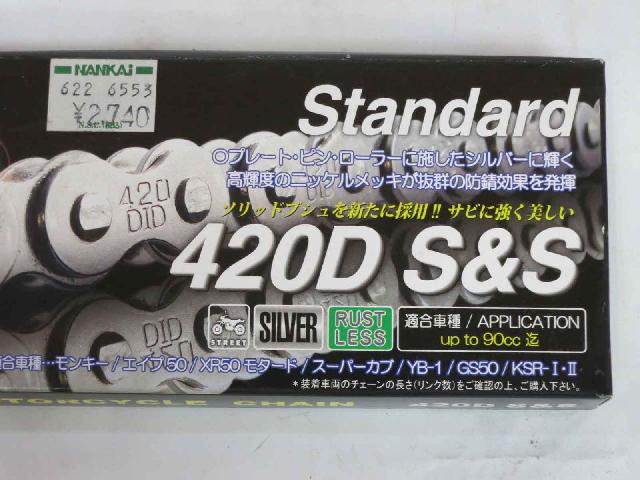 NANKAI
622 6553
¥2740
Standard
○プレート・ピン・ローラーに施したシルバーに輝く
高輝度のニッケルメッキが抜群の防錆効果を発揮
ソリッドブシュを新たに採用!! サビに強く美しい
420D S&S
420
DID
DID
STREET
SILVER
RUST
LESS
適合車種 / APPLICATION
up to 90cc 迄
適合車種…モンキー / エイプ50 / XR50 モタード / スーパーカブ / YB-1 / GS50 / KSR-Ⅰ・Ⅱ
*装着車両のチェーンの長さ(リンク数)をご確認の上、ご購入下さい。
MOTORCYCLE CHAIN 420D S&S